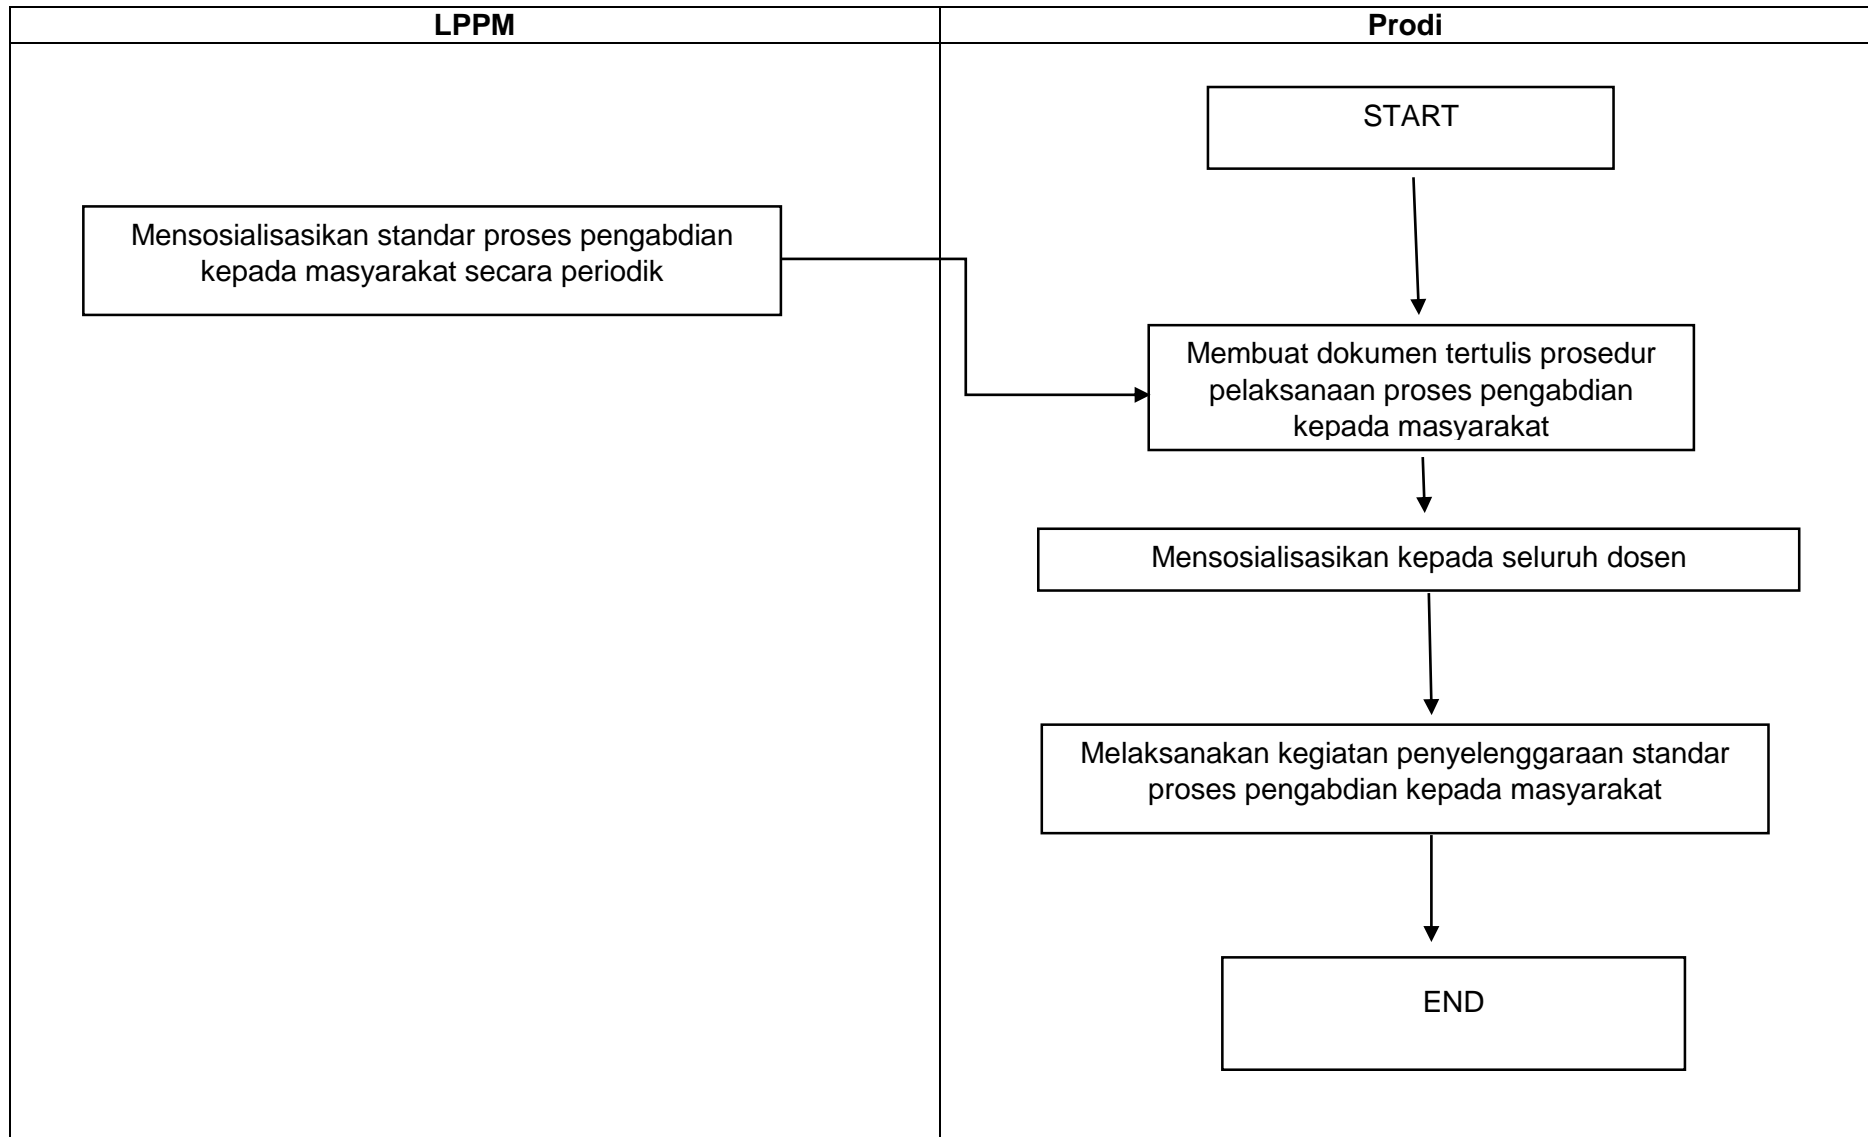 LPPM
Prodi
START
Mensosialisasikan standar proses pengabdian
kepada masyarakat secara periodik
Membuat dokumen tertulis prosedur
pelaksanaan proses pengabdian
kepada masyarakat
Mensosialisasikan kepada seluruh dosen
Melaksanakan kegiatan penyelenggaraan standar
proses pengabdian kepada masyarakat
END